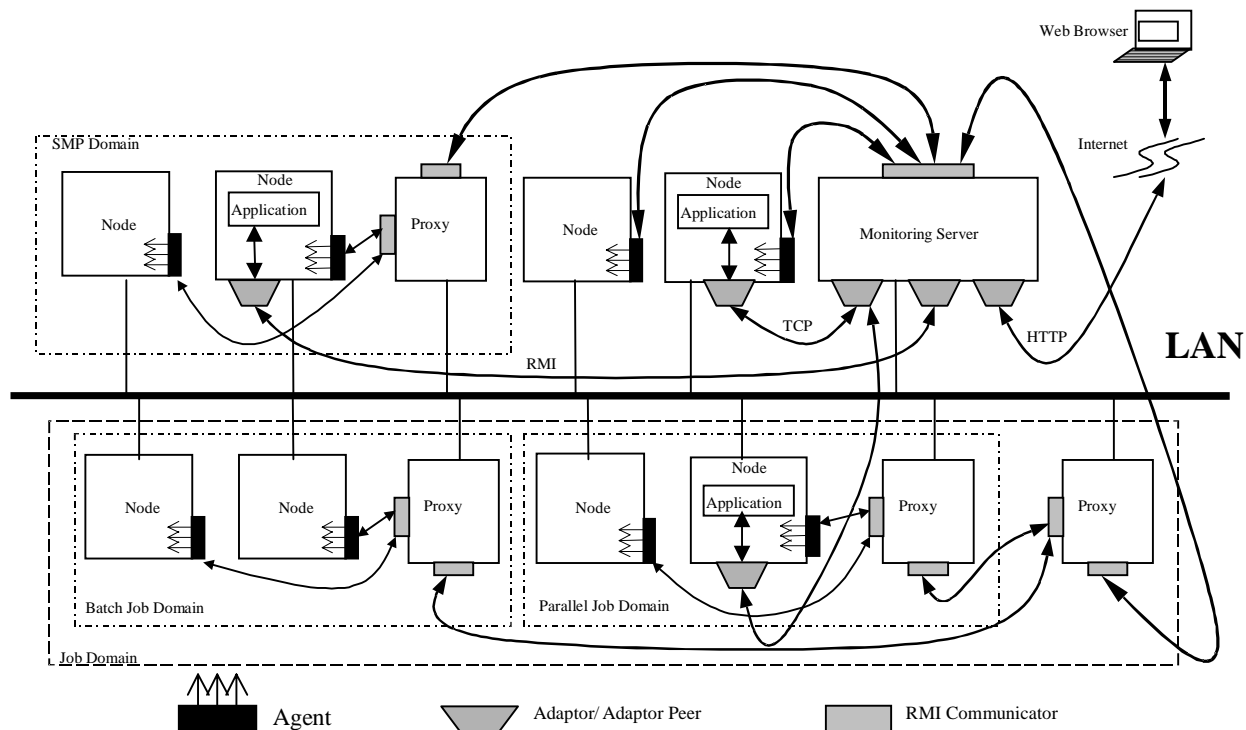 Web Browser
SMP Domain
Internet
Node
Node
Application
Proxy
Node
Node
Application
Monitoring Server
TCP
HTTP
RMI
LAN
Node
Node
Proxy
Node
Node
Application
Proxy
Proxy
Batch Job Domain
Parallel Job Domain
Job Domain
Agent
Adaptor/ Adaptor Peer
RMI Communicator